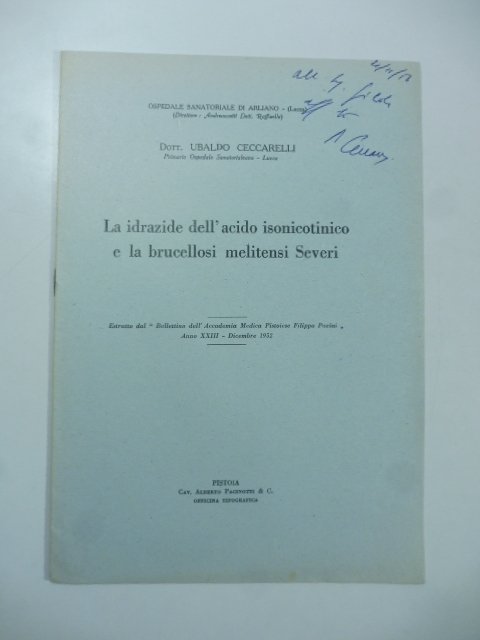 OSPEDALE SANATORIALE DI ARLIANO - (Lucca)
(Direttore: Andreuccetti Dott. Raffaello)
DOTT. UBALDO CECCARELLI
Primario Ospedale Sanatoriale - Lucca
La idrazide dell'acido isonicotinico
e la brucellosi melitensi Severi
Estratto dal " Bollettino dell'Accademia Medica Pistoiese Filippo Pacini "
Anno XXIII - Dicembre 1952
PISTOIA
CAV. ALBERTO PACINOTTI & C.
OFFICINA TIPOGRAFICA